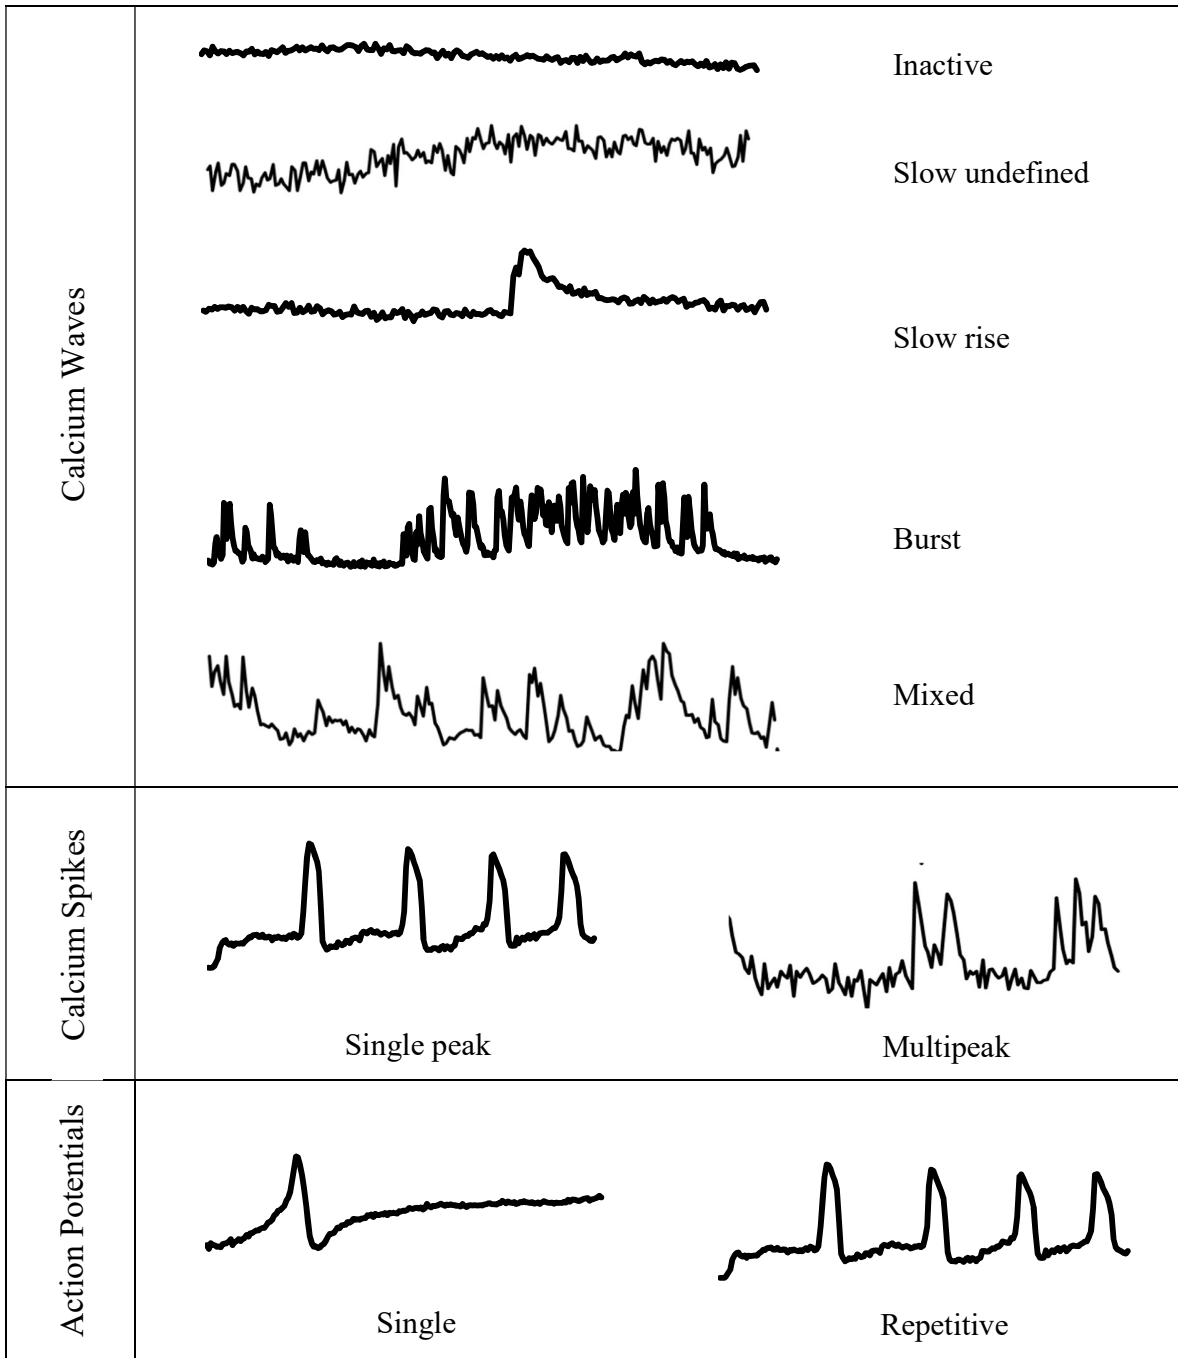 Calcium Waves
Inactive
Slow undefined
Slow rise
Burst
Mixed
Calcium Spikes
Single peak
Multipeak
Action Potentials
Single
Repetitive